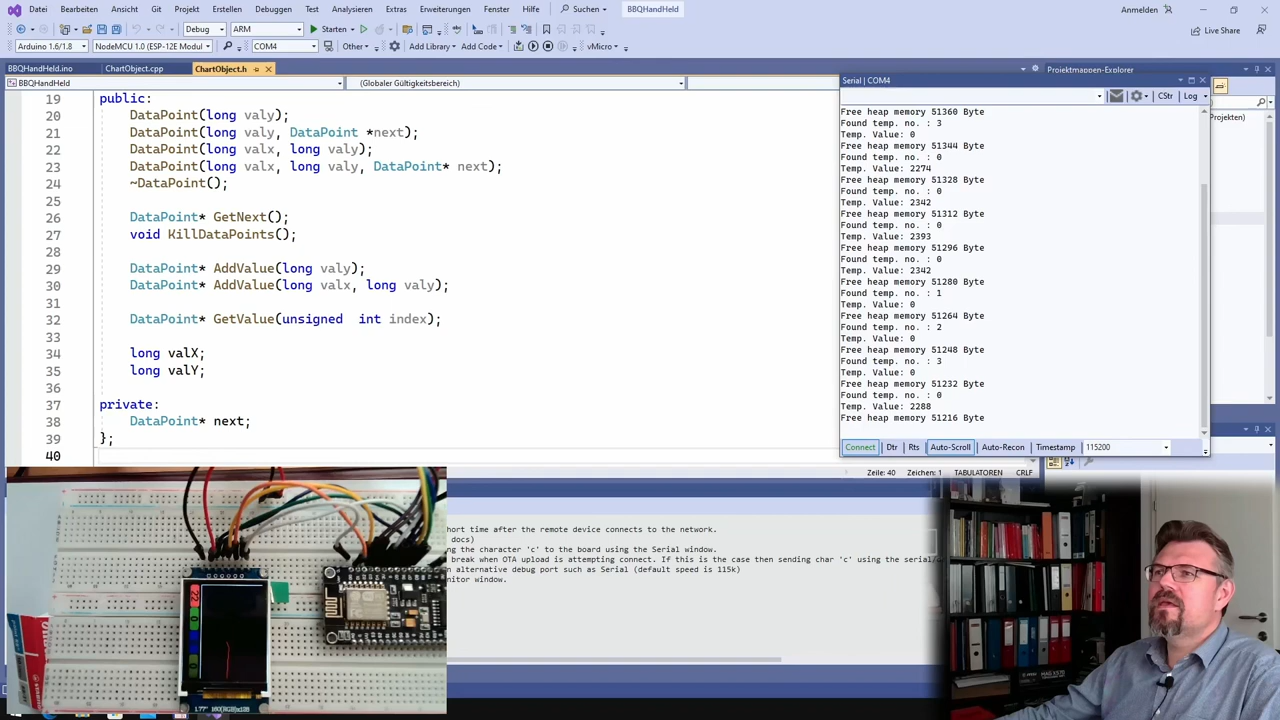 Datei Bearbeiten Ansicht Git Projekt Erstellen Debuggen Test Analysieren Extras Erweiterungen Fenster Hilfe Suchen BBQHandHeld Anmelden
Debug ARM Starten Live Share
Arduino 1.6/1.8 NodeMCU 1.0 (ESP-12E Modul COM4 Other Add Library Add Code vMicro
BBQHandHeld.ino ChartObject.cpp ChartObject.h
BBQHandHeld (Globaler Gültigkeitsbereich)
19 public:
20 DataPoint(long valy);
21 DataPoint(long valy, DataPoint *next);
22 DataPoint(long valx, long valy);
23 DataPoint(long valx, long valy, DataPoint* next);
24 ~DataPoint();
25
26 DataPoint* GetNext();
27 void KillDataPoints();
28
29 DataPoint* AddValue(long valy);
30 DataPoint* AddValue(long valx, long valy);
31
32 DataPoint* GetValue(unsigned  int index);
33
34 long valX;
35 long valY;
36
37 private:
38 DataPoint* next;
39 };
40
Zeile: 40 Zeichen: 1 TABULATOREN CRLF
Serial | COM4
CStr Log
Free heap memory 51360 Byte
Found temp. no. : 3
Temp. Value: 0
Free heap memory 51344 Byte
Found temp. no. : 0
Temp. Value: 2274
Free heap memory 51328 Byte
Found temp. no. : 0
Temp. Value: 2342
Free heap memory 51312 Byte
Found temp. no. : 0
Temp. Value: 2393
Free heap memory 51296 Byte
Found temp. no. : 0
Temp. Value: 2342
Free heap memory 51280 Byte
Found temp. no. : 1
Temp. Value: 0
Free heap memory 51264 Byte
Found temp. no. : 2
Temp. Value: 0
Free heap memory 51248 Byte
Found temp. no. : 3
Temp. Value: 0
Free heap memory 51232 Byte
Found temp. no. : 0
Temp. Value: 2288
Free heap memory 51216 Byte
Connect Dtr Rts Auto-Scroll Auto-Recon Timestamp 115200
Projektmappen-Explorer
Projekten)
hort time after the remote device connects to the network.
docs)
ng the character 'c' to the board using the Serial window.
break when OTA upload is attempting connect. If this is the case then sending char 'c' using the serial/
n alternative debug port such as Serial (default speed is 115k)
nitor window.
22 0 0 0
1.77" 160(RGB)x128